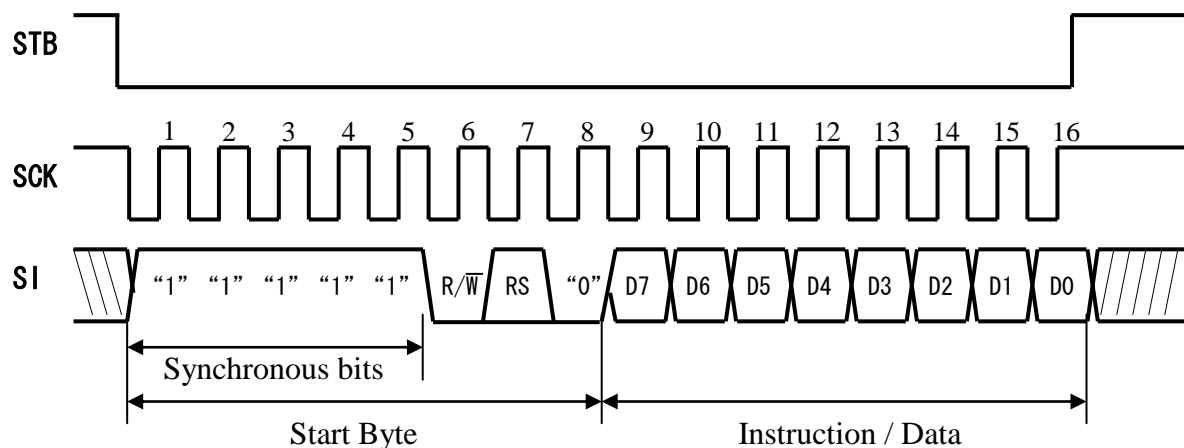 STB
1 2 3 4 5 6 7 8 9 10 11 12 13 14 15 16
SCK
SI “1” “1” “1” “1” “1” R/W̅ RS “0” D7 D6 D5 D4 D3 D2 D1 D0
Synchronous bits
Start Byte Instruction / Data